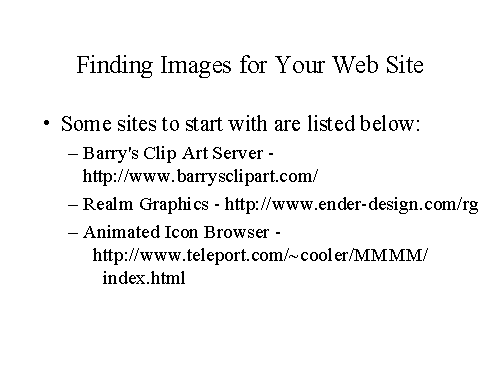 Finding Images for Your Web Site
• Some sites to start with are listed below:
– Barry's Clip Art Server -
http://www.barrysclipart.com/
– Realm Graphics - http://www.ender-design.com/rg
– Animated Icon Browser -
http://www.teleport.com/~cooler/MMMM/
index.html